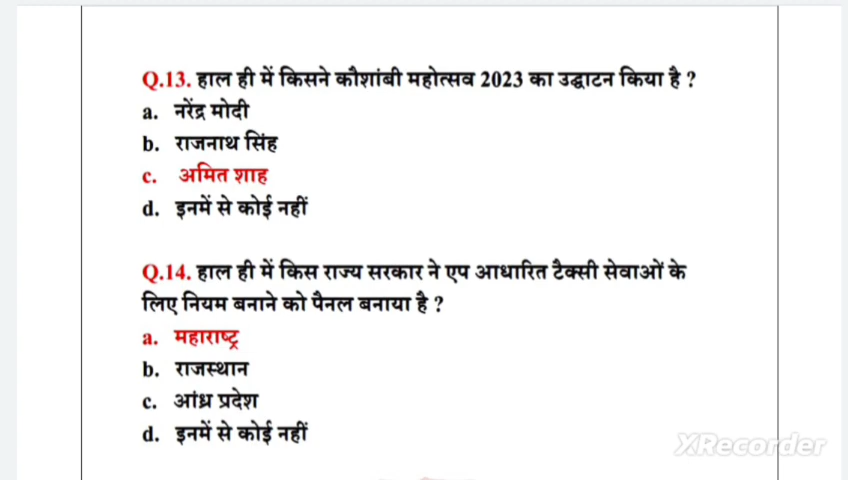 Q.13. हाल ही में किसने कौशांबी महोत्सव 2023 का उद्घाटन किया है ?
a. नरेंद्र मोदी
b. राजनाथ सिंह
c. अमित शाह
d. इनमें से कोई नहीं
Q.14. हाल ही में किस राज्य सरकार ने एप आधारित टैक्सी सेवाओं के
लिए नियम बनाने को पैनल बनाया है ?
a. महाराष्ट्र
b. राजस्थान
c. आंध्र प्रदेश
d. इनमें से कोई नहीं
XRecorder